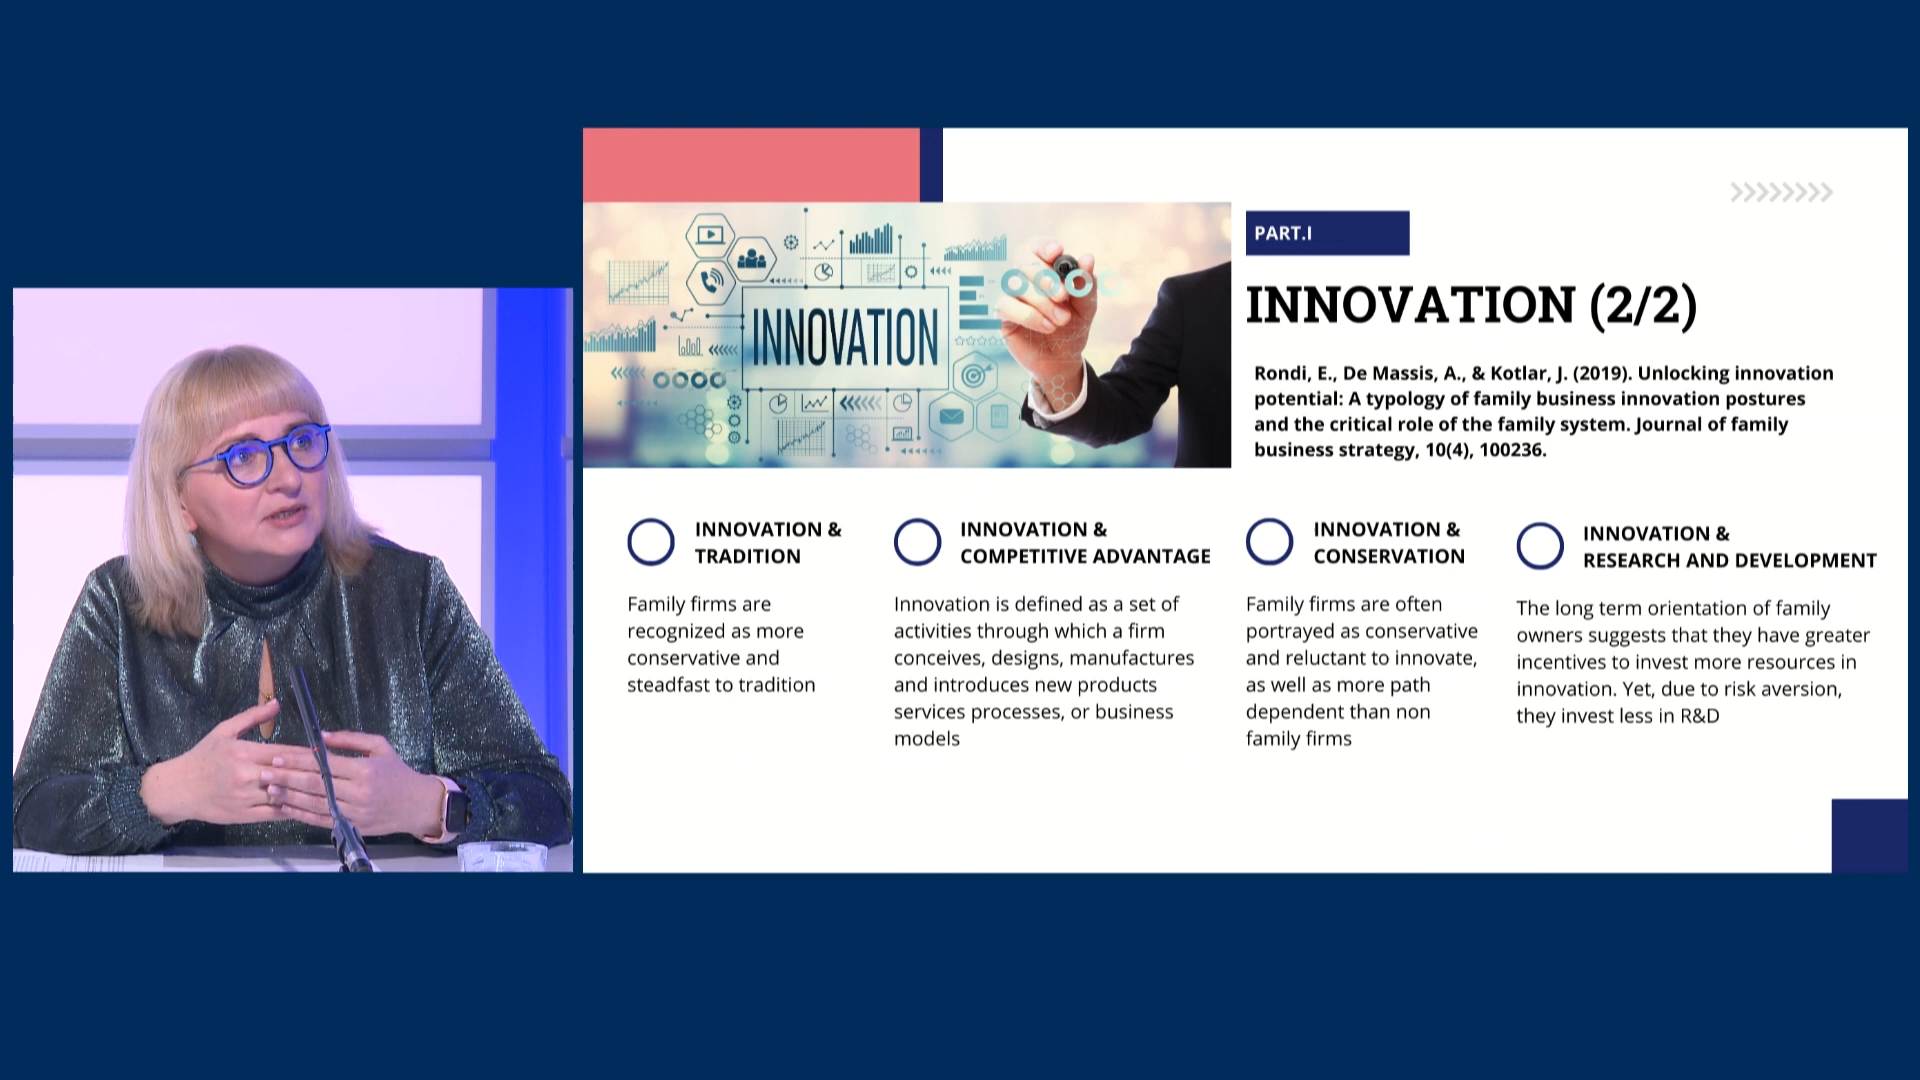 INNOVATION
PART.I
INNOVATION (2/2)
Rondi, E., De Massis, A., & Kotlar, J. (2019). Unlocking innovation
potential: A typology of family business innovation postures
and the critical role of the family system. Journal of family
business strategy, 10(4), 100236.
INNOVATION &
TRADITION
Family firms are
recognized as more
conservative and
steadfast to tradition
INNOVATION &
COMPETITIVE ADVANTAGE
Innovation is defined as a set of
activities through which a firm
conceives, designs, manufactures
and introduces new products
services processes, or business
models
INNOVATION &
CONSERVATION
Family firms are often
portrayed as conservative
and reluctant to innovate,
as well as more path
dependent than non
family firms
INNOVATION &
RESEARCH AND DEVELOPMENT
The long term orientation of family
owners suggests that they have greater
incentives to invest more resources in
innovation. Yet, due to risk aversion,
they invest less in R&D